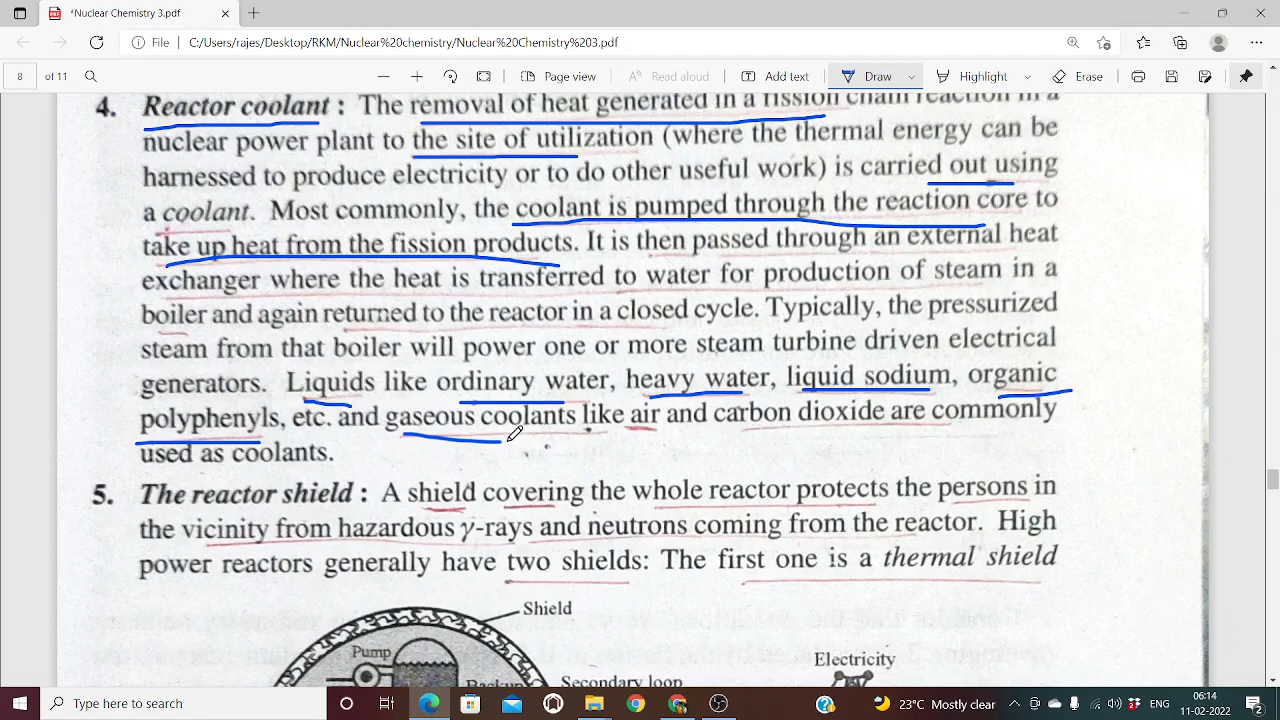 *Nuclear Chemistry 3.pdf
File | C:/Users/rajes/Desktop/RKM/Nuclear%20chemistry/Nuclear%20Chemistry%203.pdf
8 of 11 Page view Read aloud Add text Draw Highlight Erase
4. Reactor coolant : The removal of heat generated in a fission chain reaction in a
nuclear power plant to the site of utilization (where the thermal energy can be
harnessed to produce electricity or to do other useful work) is carried out using
a coolant. Most commonly, the coolant is pumped through the reaction core to
take up heat from the fission products. It is then passed through an external heat
exchanger where the heat is transferred to water for production of steam in a
boiler and again returned to the reactor in a closed cycle. Typically, the pressurized
steam from that boiler will power one or more steam turbine driven electrical
generators. Liquids like ordinary water, heavy water, liquid sodium, organic
polyphenyls, etc. and gaseous coolants like air and carbon dioxide are commonly
used as coolants.
5. The reactor shield : A shield covering the whole reactor protects the persons in
the vicinity from hazardous γ-rays and neutrons coming from the reactor. High
power reactors generally have two shields: The first one is a thermal shield
Shield
Pump
Electricity
Secondary loop
Type here to search
23°C Mostly clear
ENG
06:14
11-02-2022
27